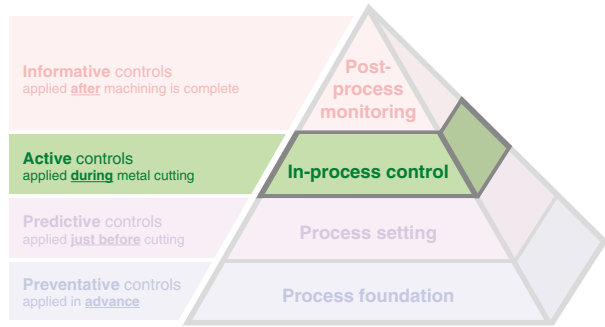 Informative controls
applied after machining is complete
Post-
process
monitoring
Active controls
applied during metal cutting
In-process control
Predictive controls
applied just before cutting
Process setting
Preventative controls
applied in advance
Process foundation